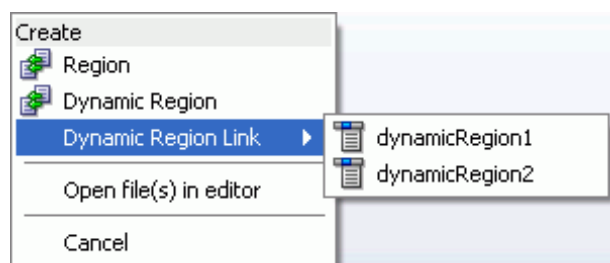 Create
Region
Dynamic Region
Dynamic Region Link
dynamicRegion1
dynamicRegion2
Open file(s) in editor
Cancel